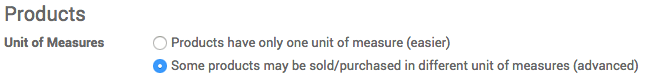 Products
Unit of Measures
Products have only one unit of measure (easier)
Some products may be sold/purchased in different unit of measures (advanced)